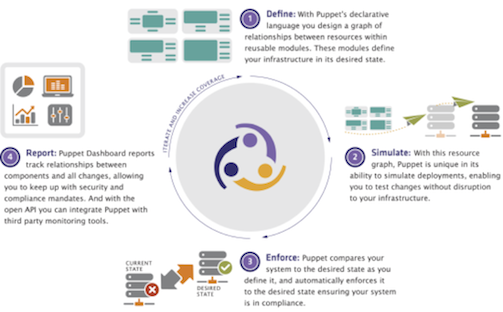 1 Define: With Puppet's declarative
language you design a graph of
relationships between resources within
reusable modules. These modules define
your infrastructure in its desired state.
ITERATE AND INCREASE COVERAGE
2 Simulate: With this resource
graph, Puppet is unique in its
ability to simulate deployments, enabling
you to test changes without disruption
to your infrastructure.
3 Enforce: Puppet compares your
system to the desired state as you
define it, and automatically enforces it
to the desired state ensuring your system
is in compliance.
CURRENT
STATE
DESIRED
STATE
4 Report: Puppet Dashboard reports
track relationships between
components and all changes, allowing
you to keep up with security and
compliance mandates. And with the
open API you can integrate Puppet with
third party monitoring tools.